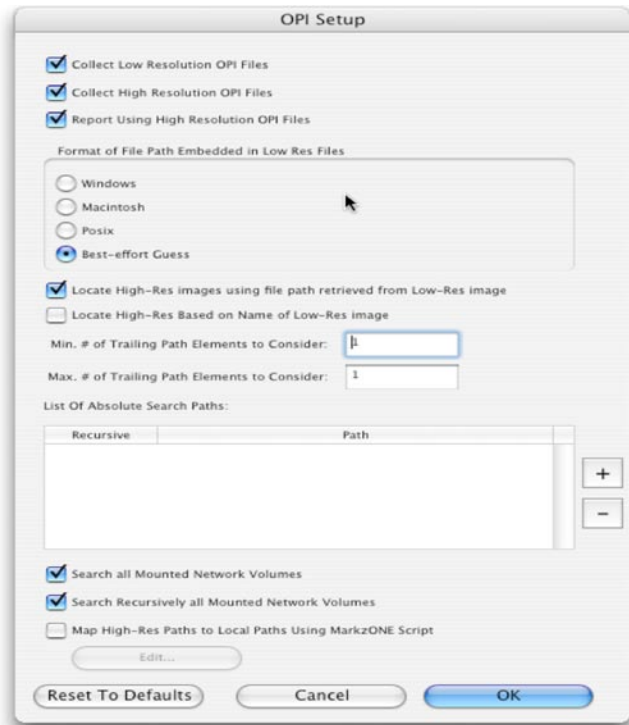 OPI Setup
Collect Low Resolution OPI Files
Collect High Resolution OPI Files
Report Using High Resolution OPI Files
Format of File Path Embedded in Low Res Files
Windows
Macintosh
Posix
Best-effort Guess
Locate High-Res images using file path retrieved from Low-Res image
Locate High-Res Based on Name of Low-Res image
Min. # of Trailing Path Elements to Consider: 1
Max. # of Trailing Path Elements to Consider: 1
List Of Absolute Search Paths:
Recursive Path
+
-
Search all Mounted Network Volumes
Search Recursively all Mounted Network Volumes
Map High-Res Paths to Local Paths Using MarkzONE Script
Edit...
Reset To Defaults Cancel OK